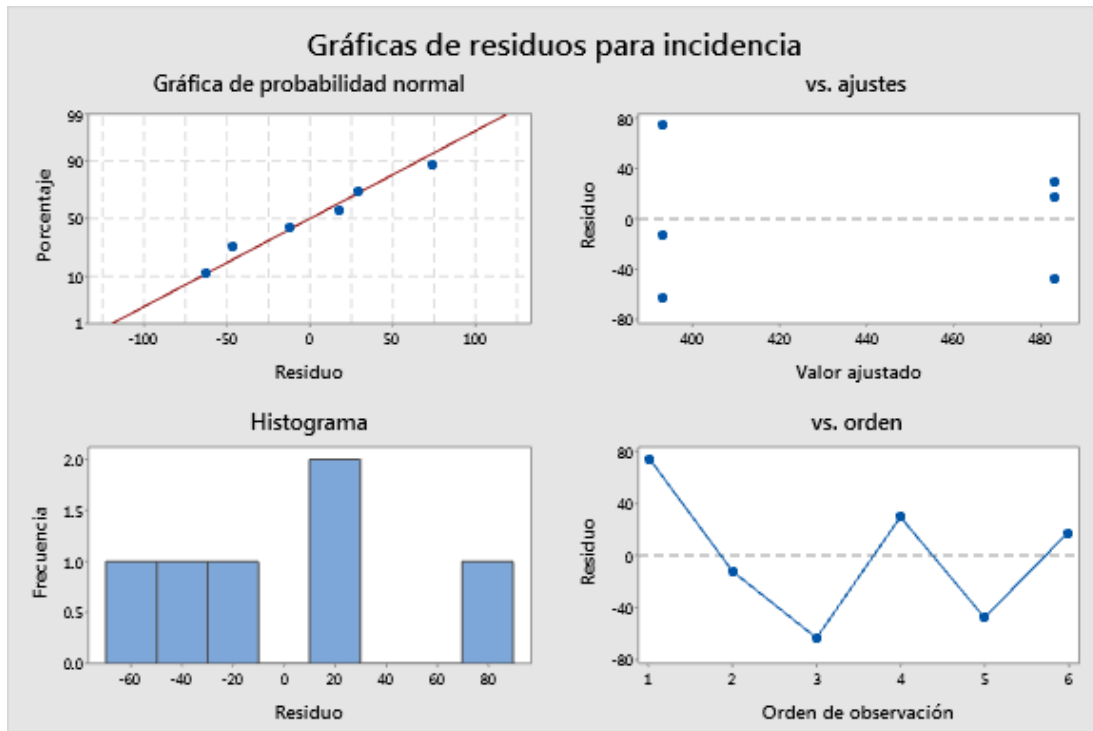 Gráficas de residuos para incidencia
Gráfica de probabilidad normal
99
90
50
10
1
Porcentaje
-100 -50 0 50 100
Residuo
vs. ajustes
80
40
0
-40
-80
Residuo
400 420 440 460 480
Valor ajustado
Histograma
2.0
1.5
1.0
0.5
0.0
Frecuencia
-60 -40 -20 0 20 40 60 80
Residuo
vs. orden
80
40
0
-40
-80
Residuo
1 2 3 4 5 6
Orden de observación